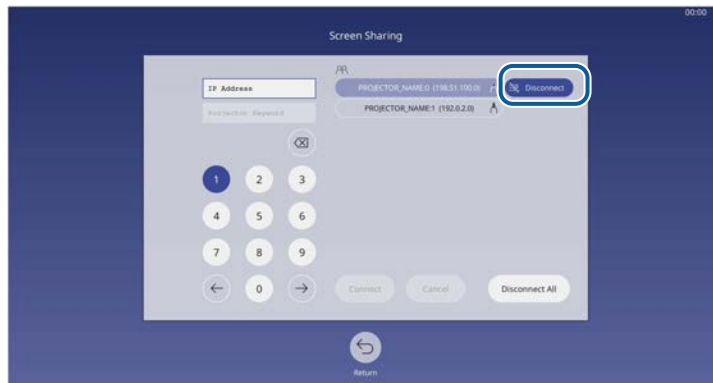 00:00
Screen Sharing
IP Address
Projector Keyword
PROJECTOR_NAME:0 (198.51.100.0)
Disconnect
PROJECTOR_NAME:1 (192.0.2.0)
1 2 3
4 5 6
7 8 9
0
Connect Cancel Disconnect All
Return